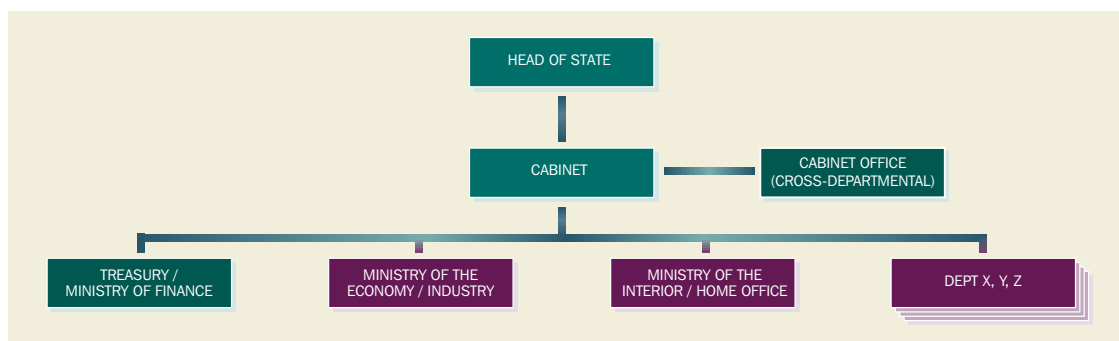 HEAD OF STATE
CABINET
CABINET OFFICE
(CROSS-DEPARTMENTAL)
TREASURY /
MINISTRY OF FINANCE
MINISTRY OF THE
ECONOMY / INDUSTRY
MINISTRY OF THE
INTERIOR / HOME OFFICE
DEPT X, Y, Z